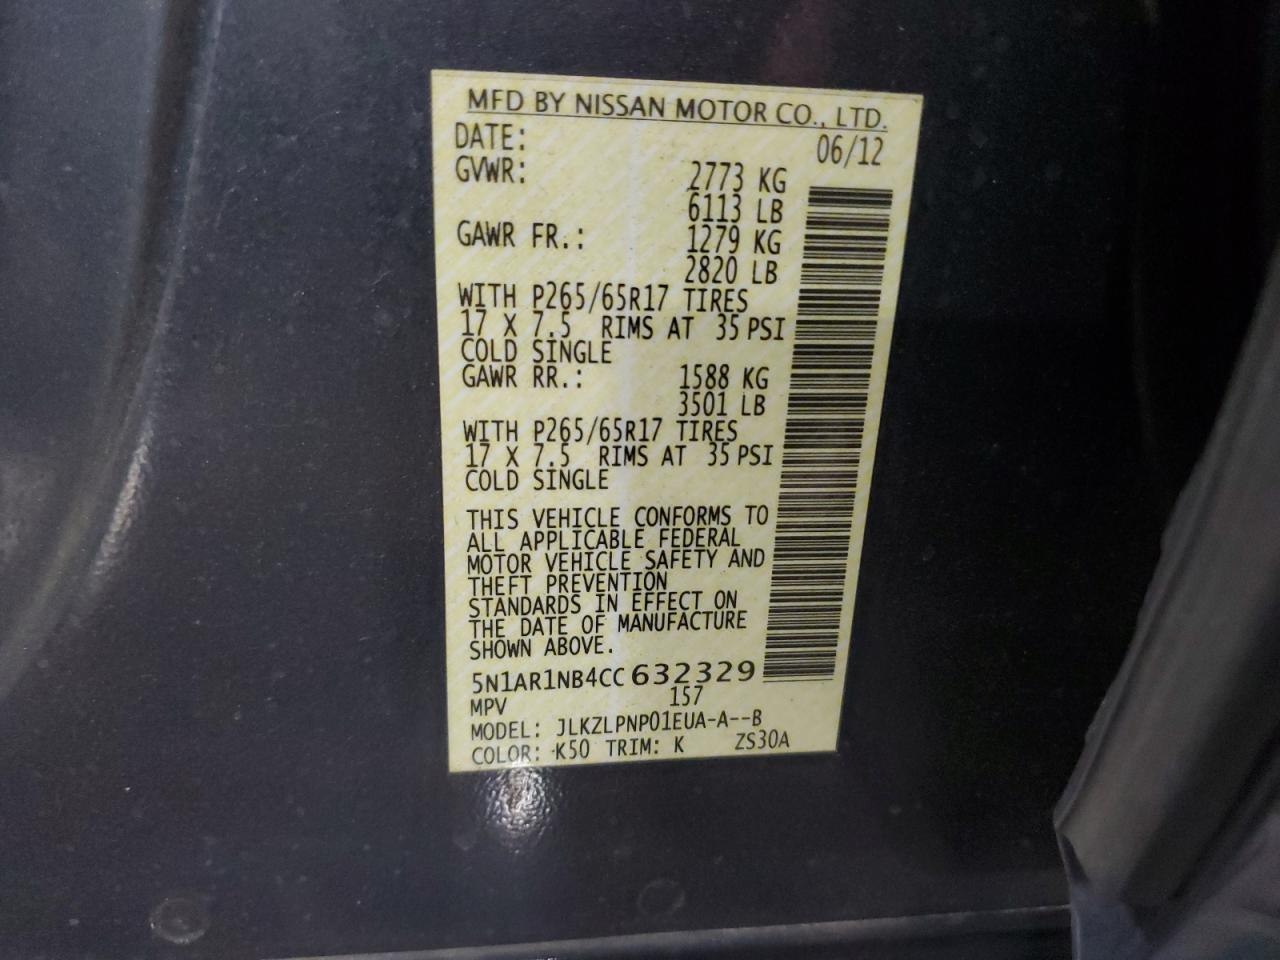 MFD BY NISSAN MOTOR CO., LTD.
DATE: 06/12
GVWR: 2773 KG
6113 LB
GAWR FR.: 1279 KG
2820 LB
WITH P265/65R17 TIRES
17 X 7.5 RIMS AT 35 PSI
COLD SINGLE
GAWR RR.: 1588 KG
3501 LB
WITH P265/65R17 TIRES
17 X 7.5 RIMS AT 35 PSI
COLD SINGLE
THIS VEHICLE CONFORMS TO
ALL APPLICABLE FEDERAL
MOTOR VEHICLE SAFETY AND
THEFT PREVENTION
STANDARDS IN EFFECT ON
THE DATE OF MANUFACTURE
SHOWN ABOVE.
5N1AR1NB4CC632329
MPV 157
MODEL: JLKZLPNP01EUA-A--B
COLOR: K50 TRIM: K ZS30A